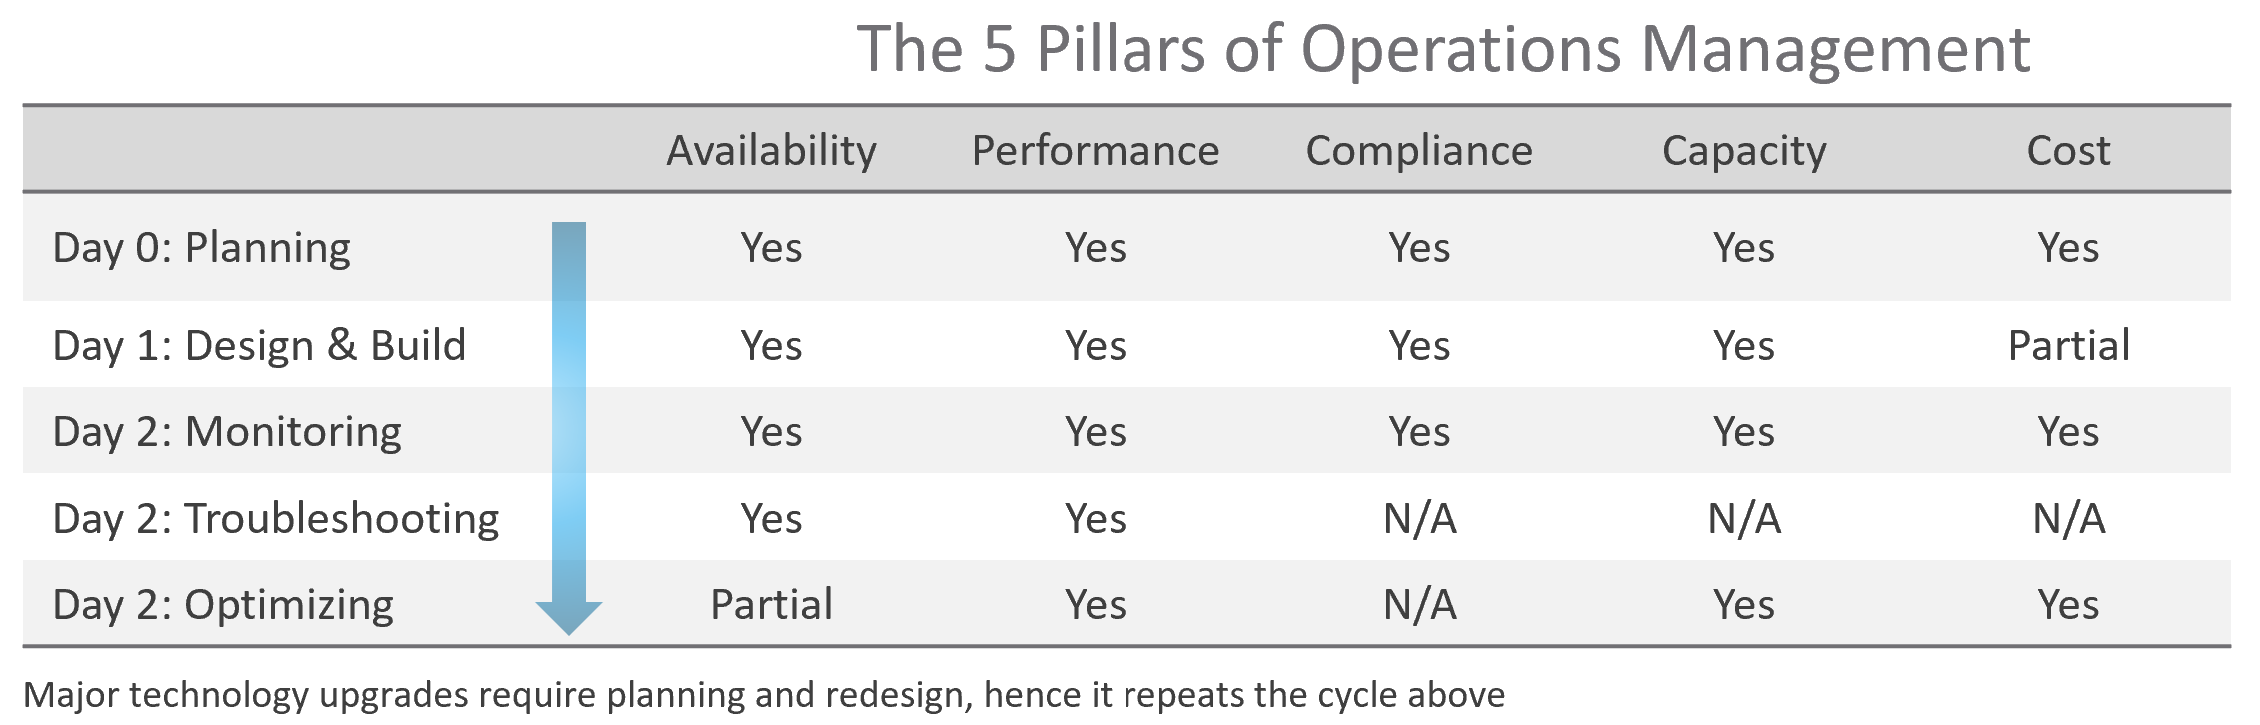 The 5 Pillars of Operations Management
Availability Performance Compliance Capacity Cost
Day 0: Planning Yes Yes Yes Yes Yes
Day 1: Design & Build Yes Yes Yes Yes Partial
Day 2: Monitoring Yes Yes Yes Yes Yes
Day 2: Troubleshooting Yes Yes N/A N/A N/A
Day 2: Optimizing Partial Yes N/A Yes Yes
Major technology upgrades require planning and redesign, hence it repeats the cycle above